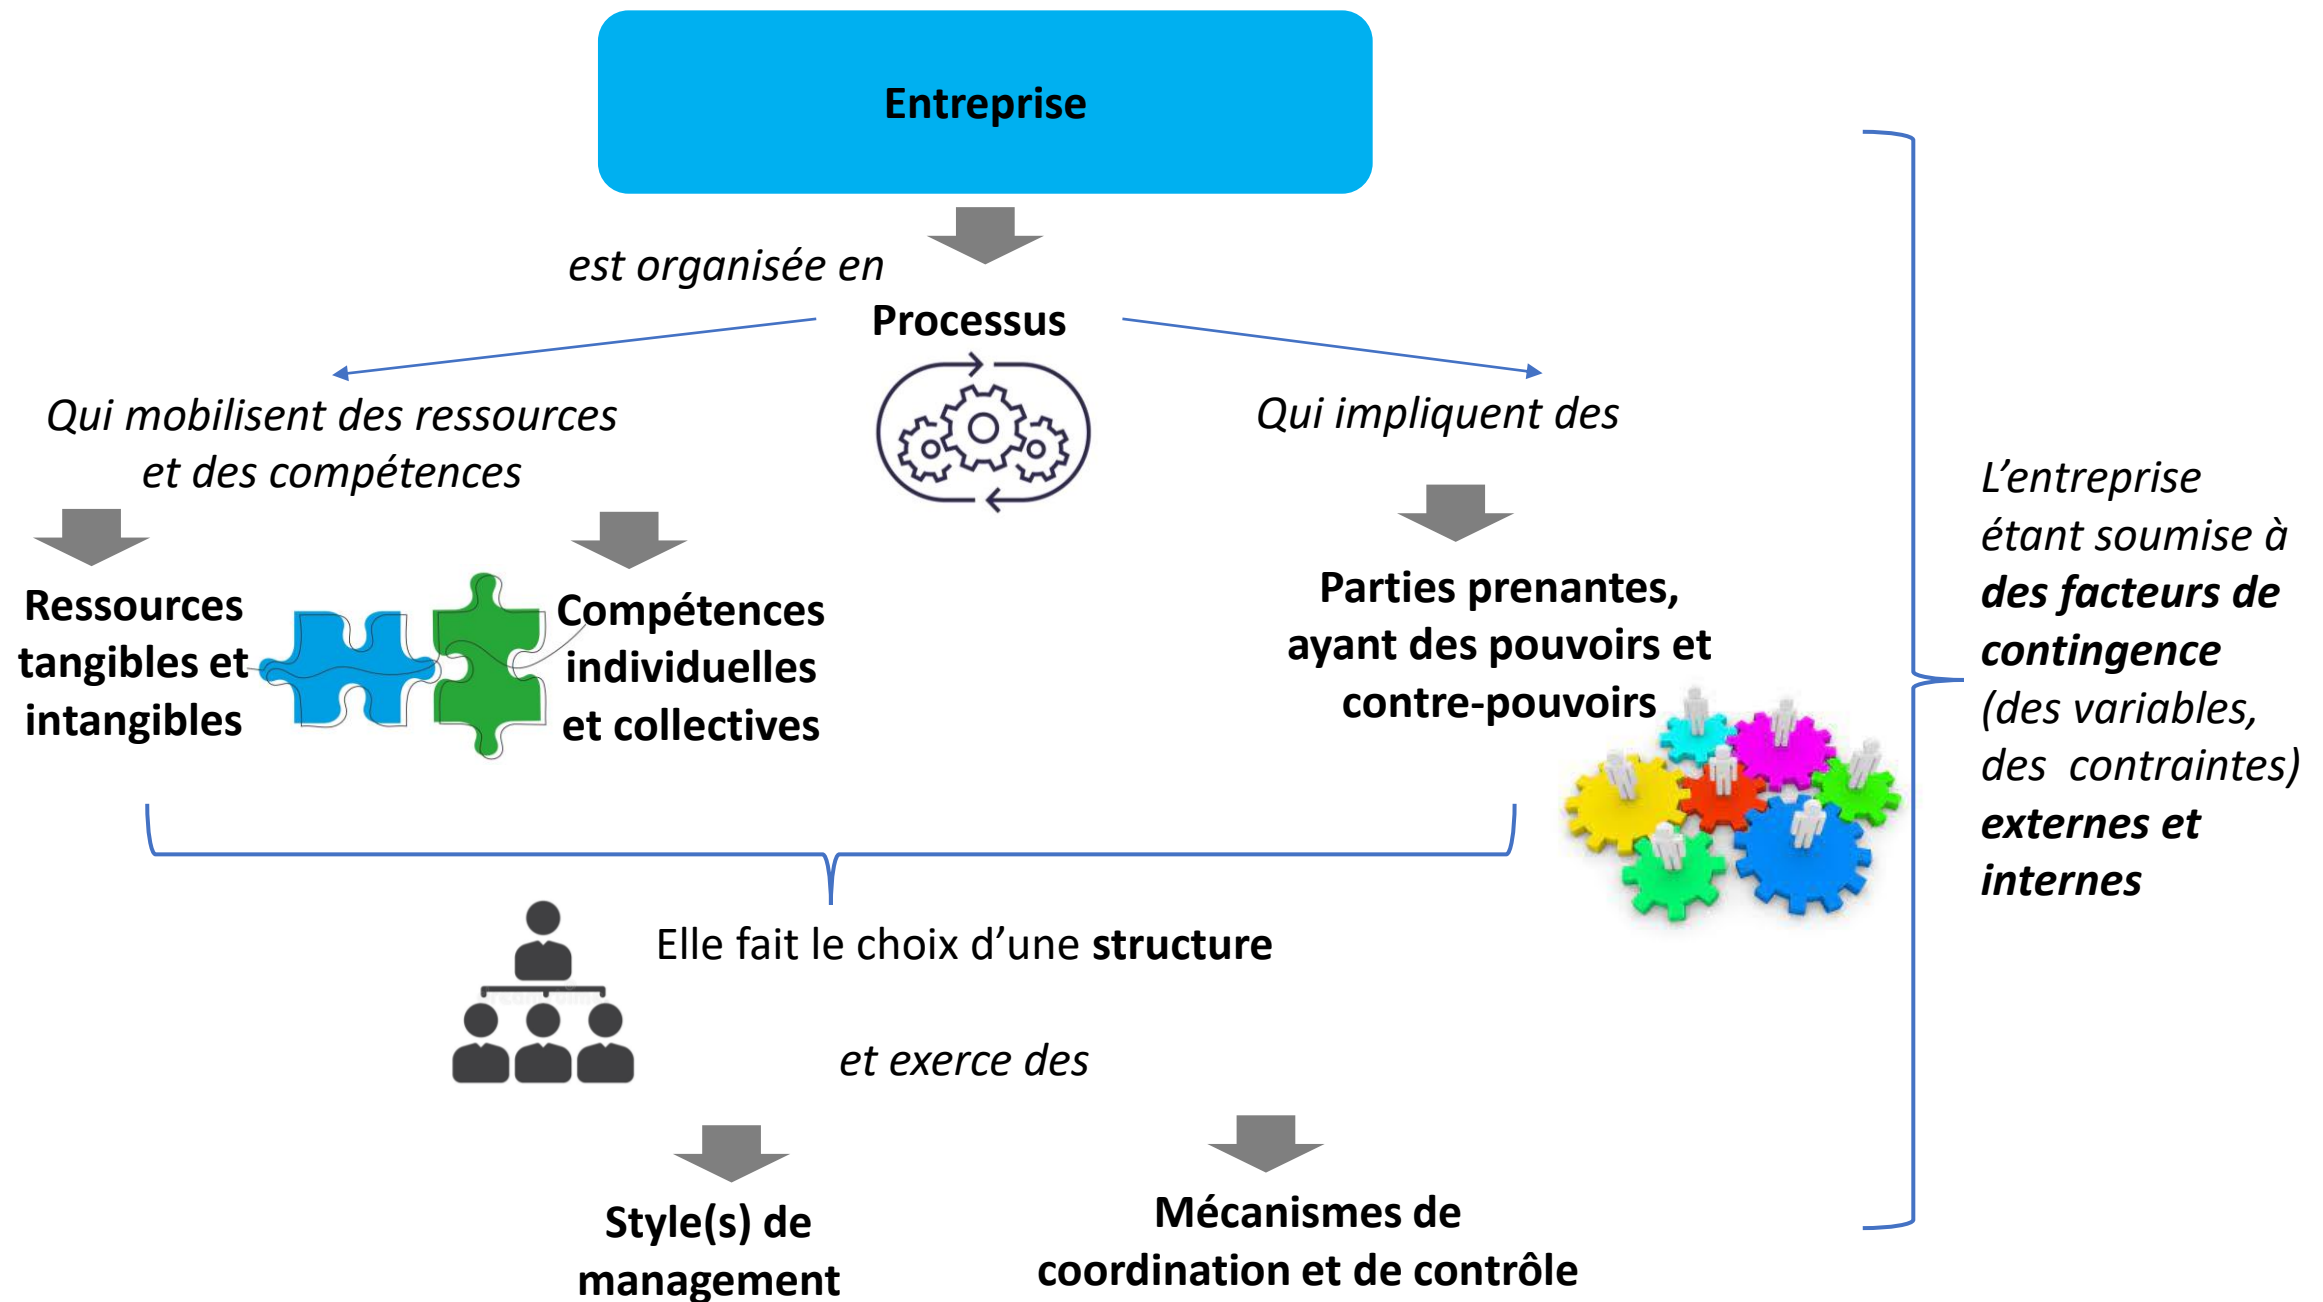 Entreprise
est organisée en
Processus
Qui mobilisent des ressources
et des compétences
Qui impliquent des
Ressources
tangibles et
intangibles
Compétences
individuelles
et collectives
Parties prenantes,
ayant des pouvoirs et
contre-pouvoirs
L’entreprise
étant soumise à
des facteurs de
contingence
(des variables,
des contraintes)
externes et
internes
Elle fait le choix d’une structure
et exerce des
Style(s) de
management
Mécanismes de
coordination et de contrôle